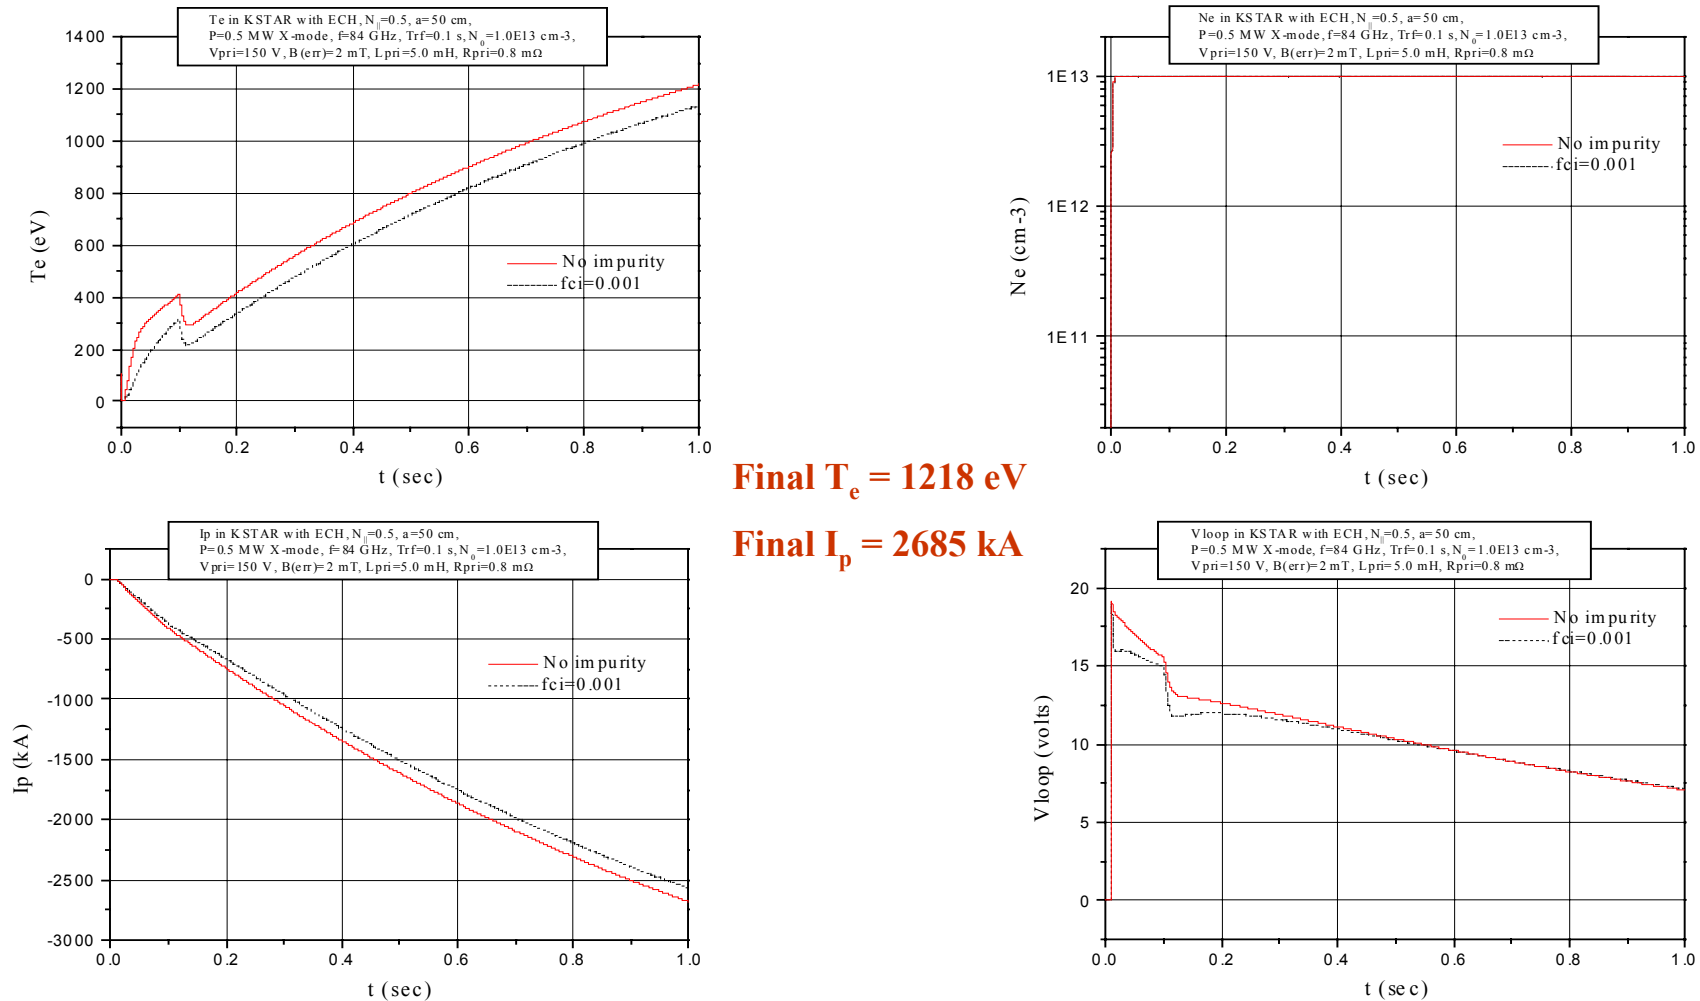 Te in KSTAR with ECH, N||=0.5, a=50 cm,
P=0.5 MW X-mode, f=84 GHz, Trf=0.1 s, N0=1.0E13 cm-3,
Vpri=150 V, B(err)=2 mT, Lpri=5.0 mH, Rpri=0.8 mΩ
1400
1200
1000
800
600
400
200
0
Te (eV)
No impurity
fci=0.001
0.0 0.2 0.4 0.6 0.8 1.0
t (sec)
Ne in KSTAR with ECH, N||=0.5, a=50 cm,
P=0.5 MW X-mode, f=84 GHz, Trf=0.1 s, N0=1.0E13 cm-3,
Vpri=150 V, B(err)=2 mT, Lpri=5.0 mH, Rpri=0.8 mΩ
1E13
1E12
1E11
Ne (cm-3)
No impurity
fci=0.001
0.0 0.2 0.4 0.6 0.8 1.0
t (sec)
Final Te = 1218 eV
Final Ip = 2685 kA
Ip in KSTAR with ECH, N||=0.5, a=50 cm,
P=0.5 MW X-mode, f=84 GHz, Trf=0.1 s, N0=1.0E13 cm-3,
Vpri=150 V, B(err)=2 mT, Lpri=5.0 mH, Rpri=0.8 mΩ
0
-500
-1000
-1500
-2000
-2500
-3000
Ip (kA)
No impurity
fci=0.001
0.0 0.2 0.4 0.6 0.8 1.0
t (sec)
Vloop in KSTAR with ECH, N||=0.5, a=50 cm,
P=0.5 MW X-mode, f=84 GHz, Trf=0.1 s, N0=1.0E13 cm-3,
Vpri=150 V, B(err)=2 mT, Lpri=5.0 mH, Rpri=0.8 mΩ
20
15
10
5
0
Vloop (volts)
No impurity
fci=0.001
0.0 0.2 0.4 0.6 0.8 1.0
t (sec)